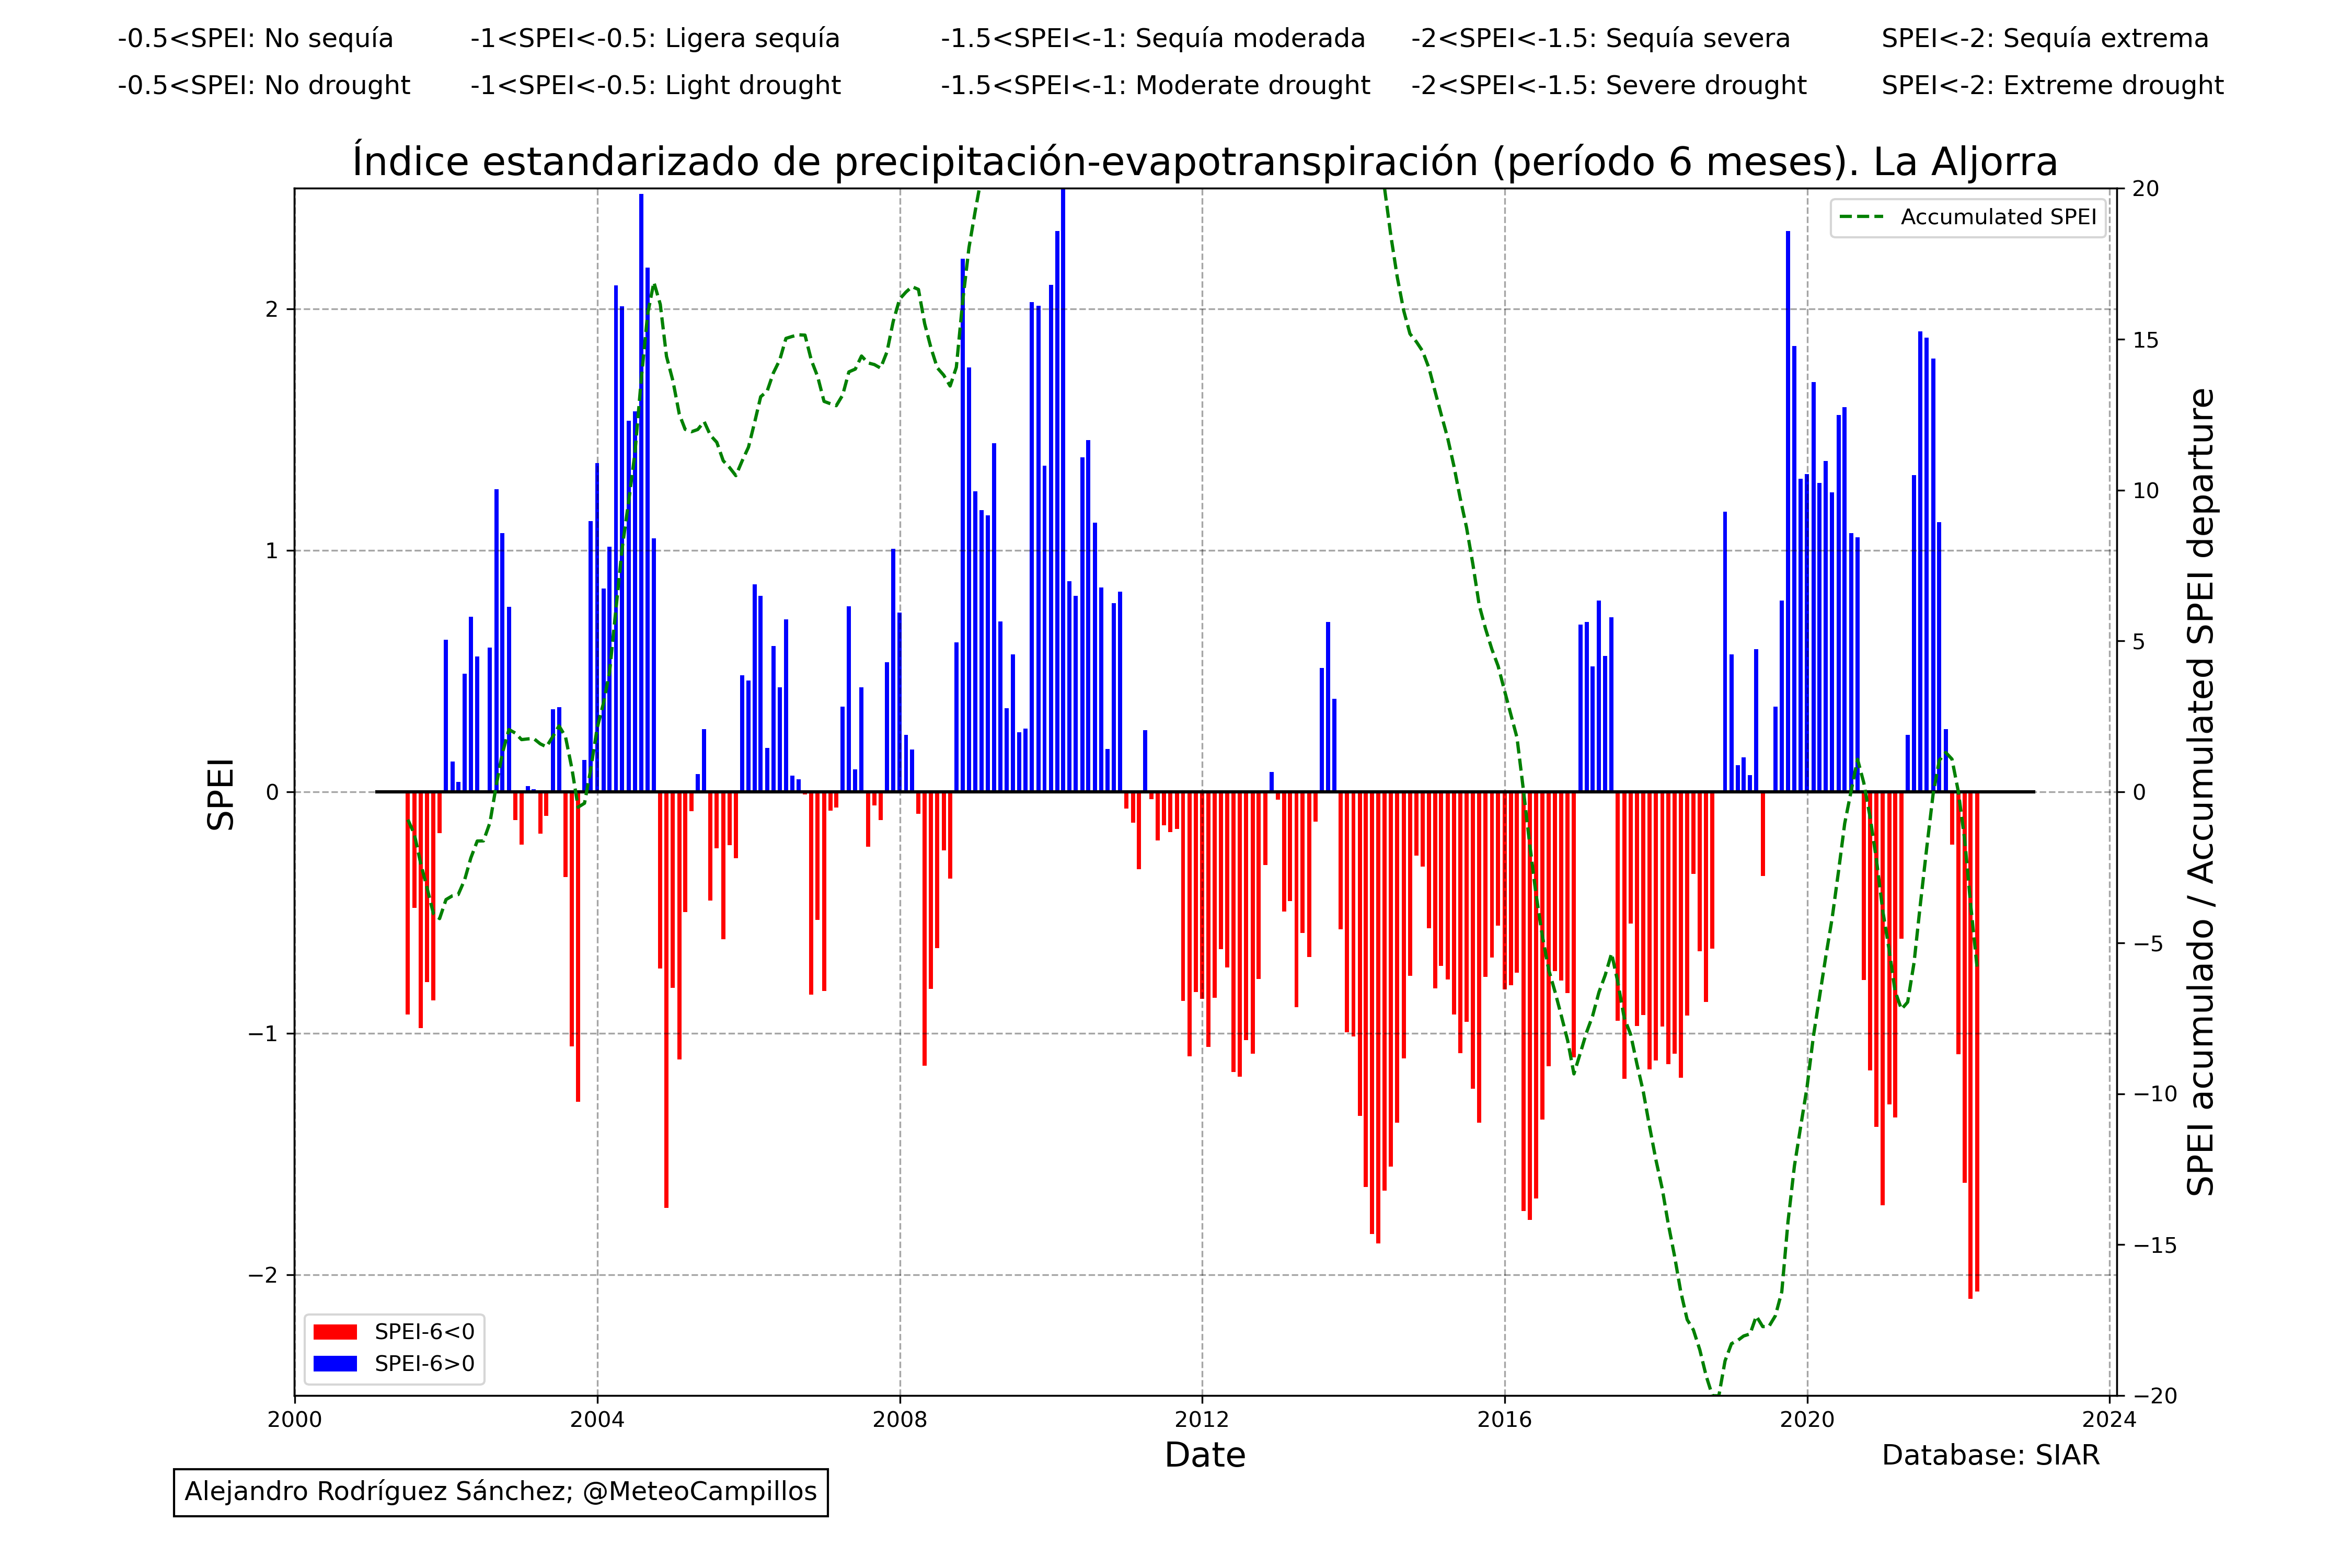 -0.5<SPEI: No sequía -1<SPEI<-0.5: Ligera sequía -1.5<SPEI<-1: Sequía moderada -2<SPEI<-1.5: Sequía severa SPEI<-2: Sequía extrema
-0.5<SPEI: No drought -1<SPEI<-0.5: Light drought -1.5<SPEI<-1: Moderate drought -2<SPEI<-1.5: Severe drought SPEI<-2: Extreme drought
Índice estandarizado de precipitación-evapotranspiración (período 6 meses). La Aljorra
Accumulated SPEI
SPEI
2
1
0
−1
−2
20
15
10
5
0
−5
−10
−15
−20
SPEI acumulado / Accumulated SPEI departure
SPEI-6<0
SPEI-6>0
2000 2004 2008 2012 2016 2020 2024
Date
Database: SIAR
Alejandro Rodríguez Sánchez; @MeteoCampillos